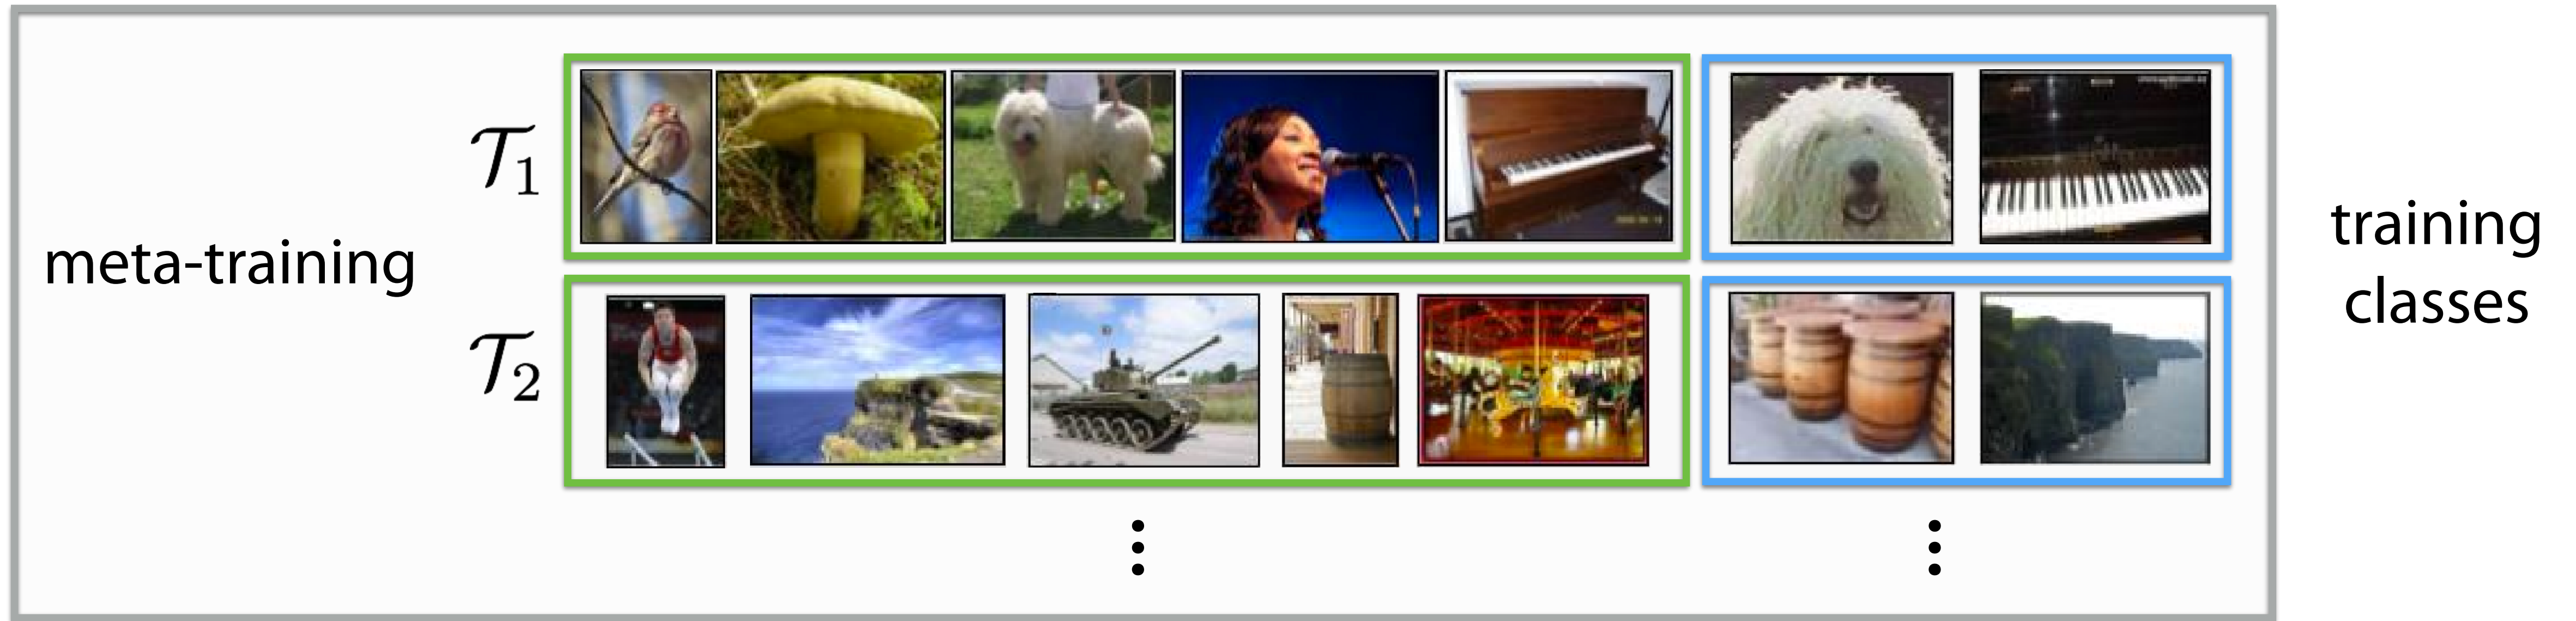 meta-training
𝒯₁
𝒯₂
training
classes